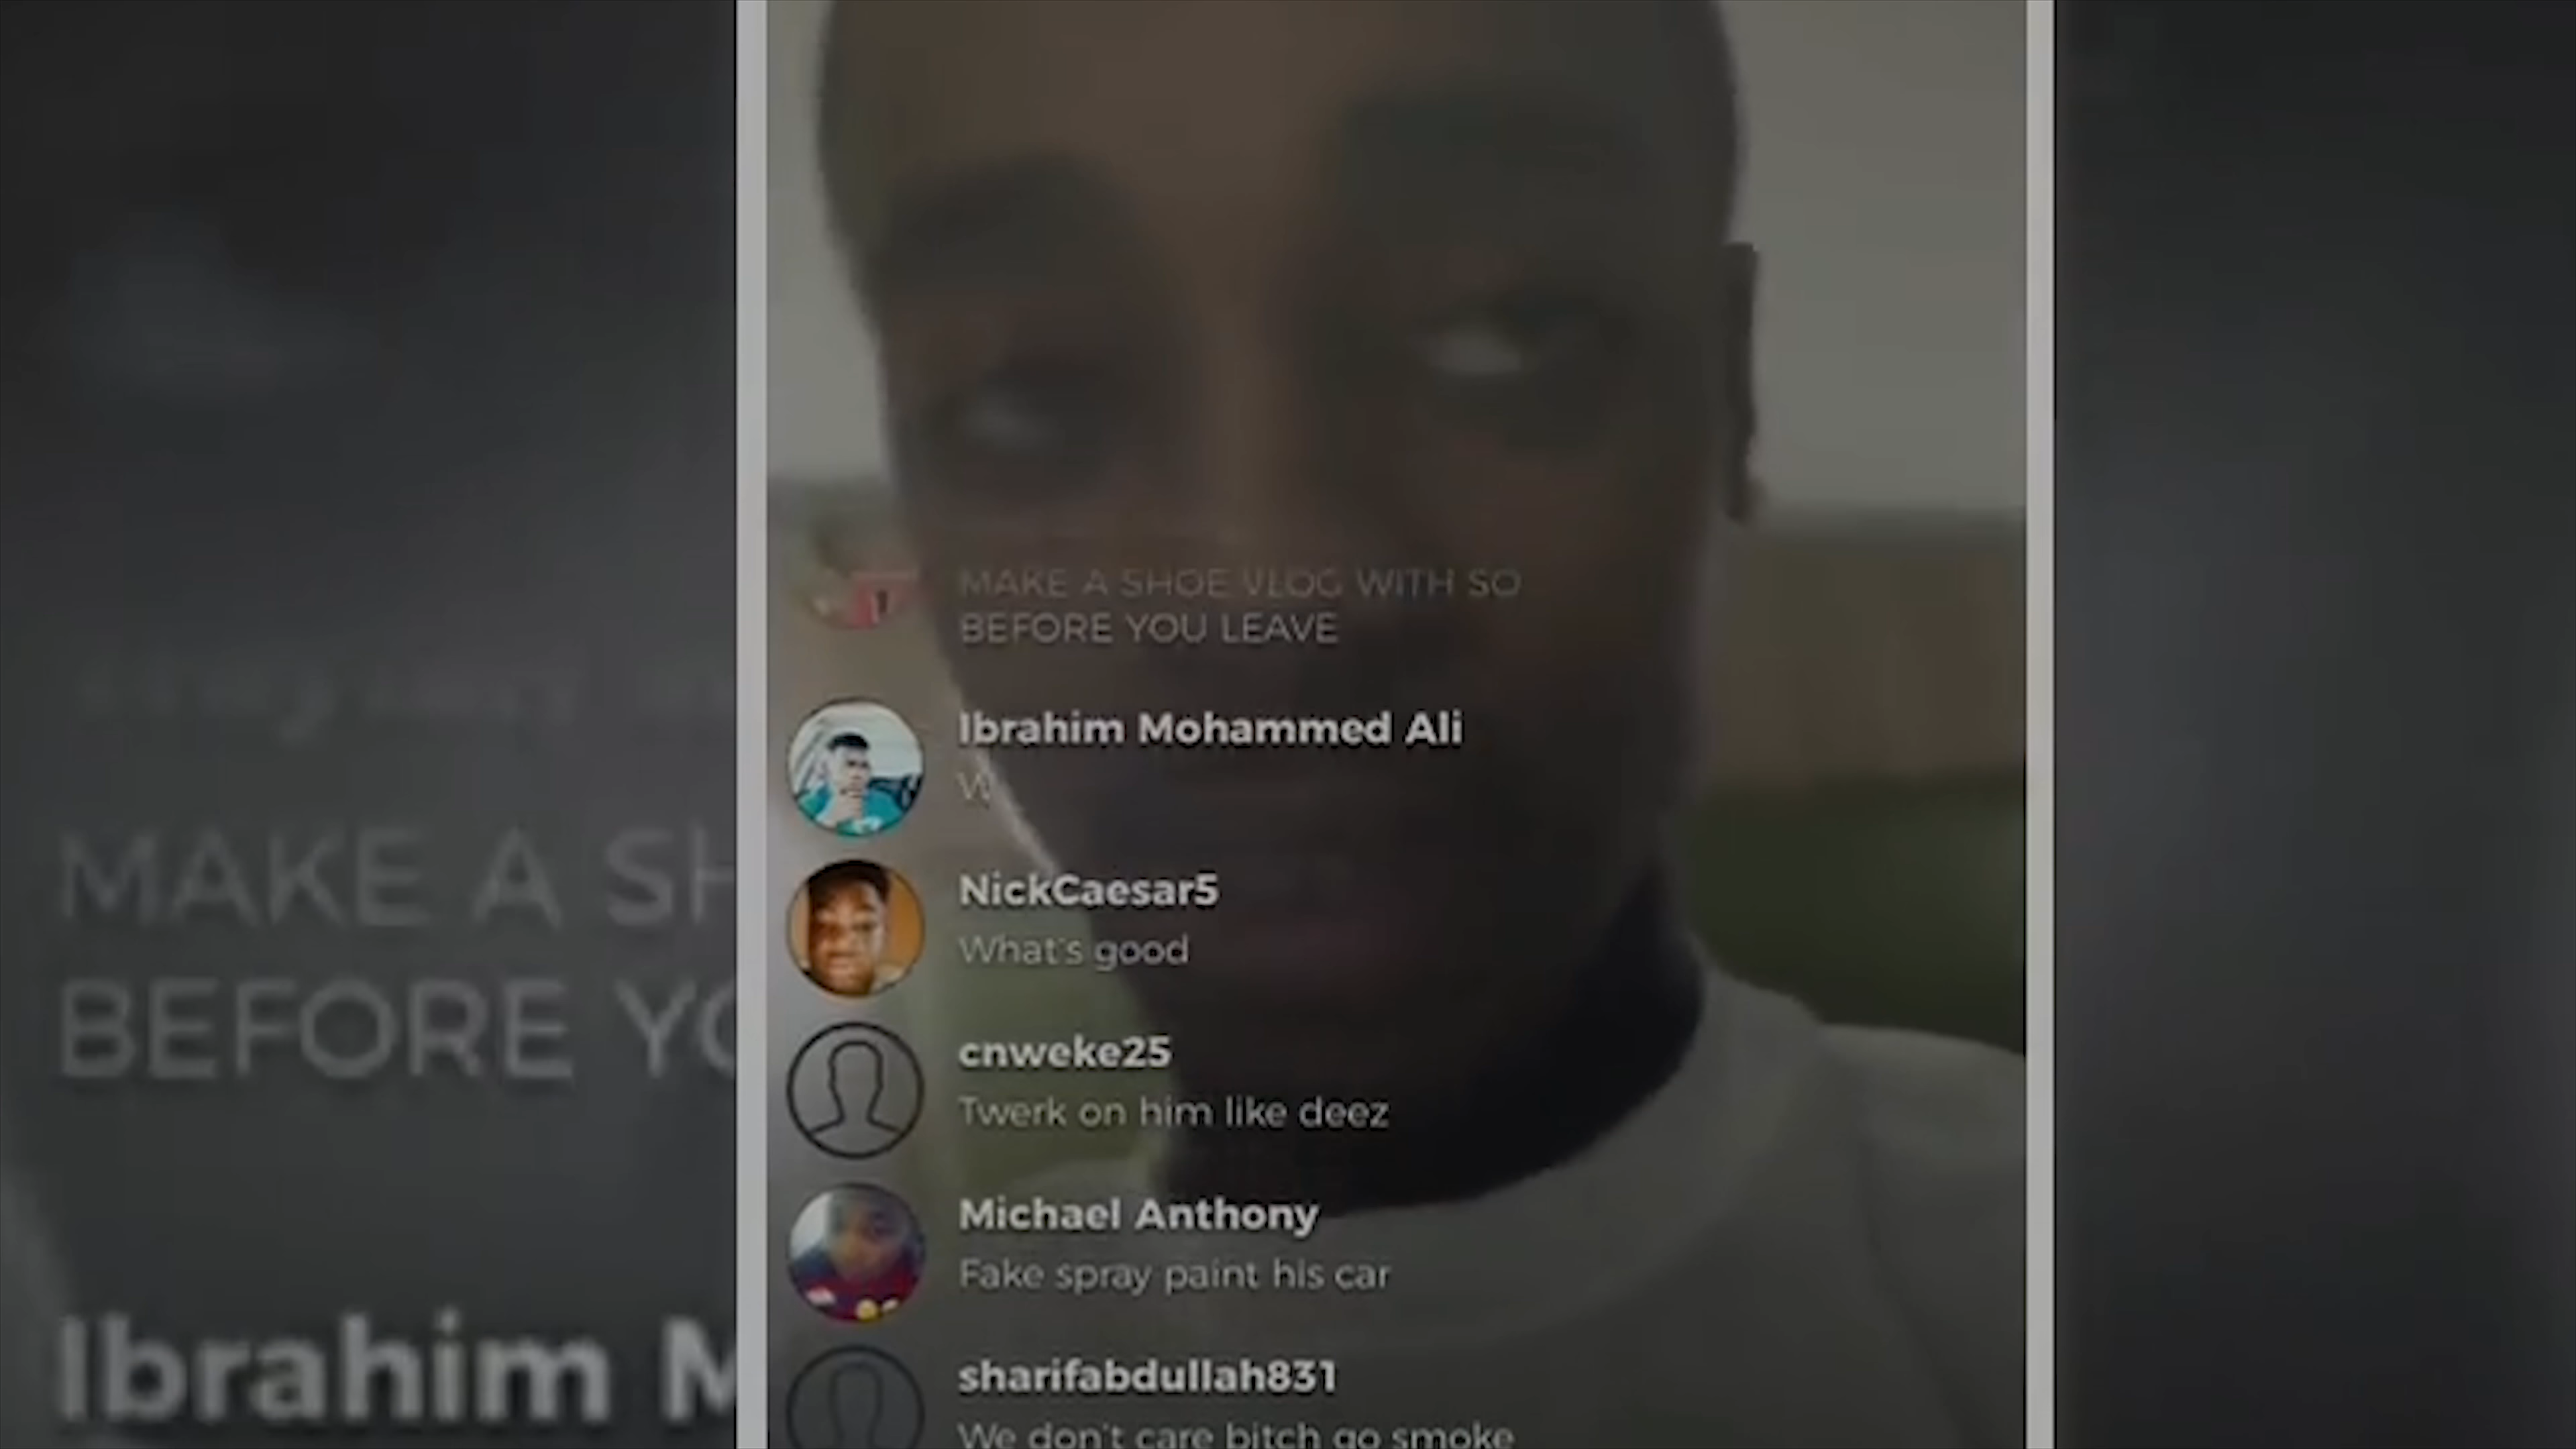 MAKE A SHOE VLOG WITH SO
BEFORE YOU LEAVE
Ibrahim Mohammed Ali
W
NickCaesar5
What's good
cnweke25
Twerk on him like deez
Michael Anthony
Fake spray paint his car
sharifabdullah831
We don't care bitch go smoke
MAKE A SH
BEFORE YO
Ibrahim M